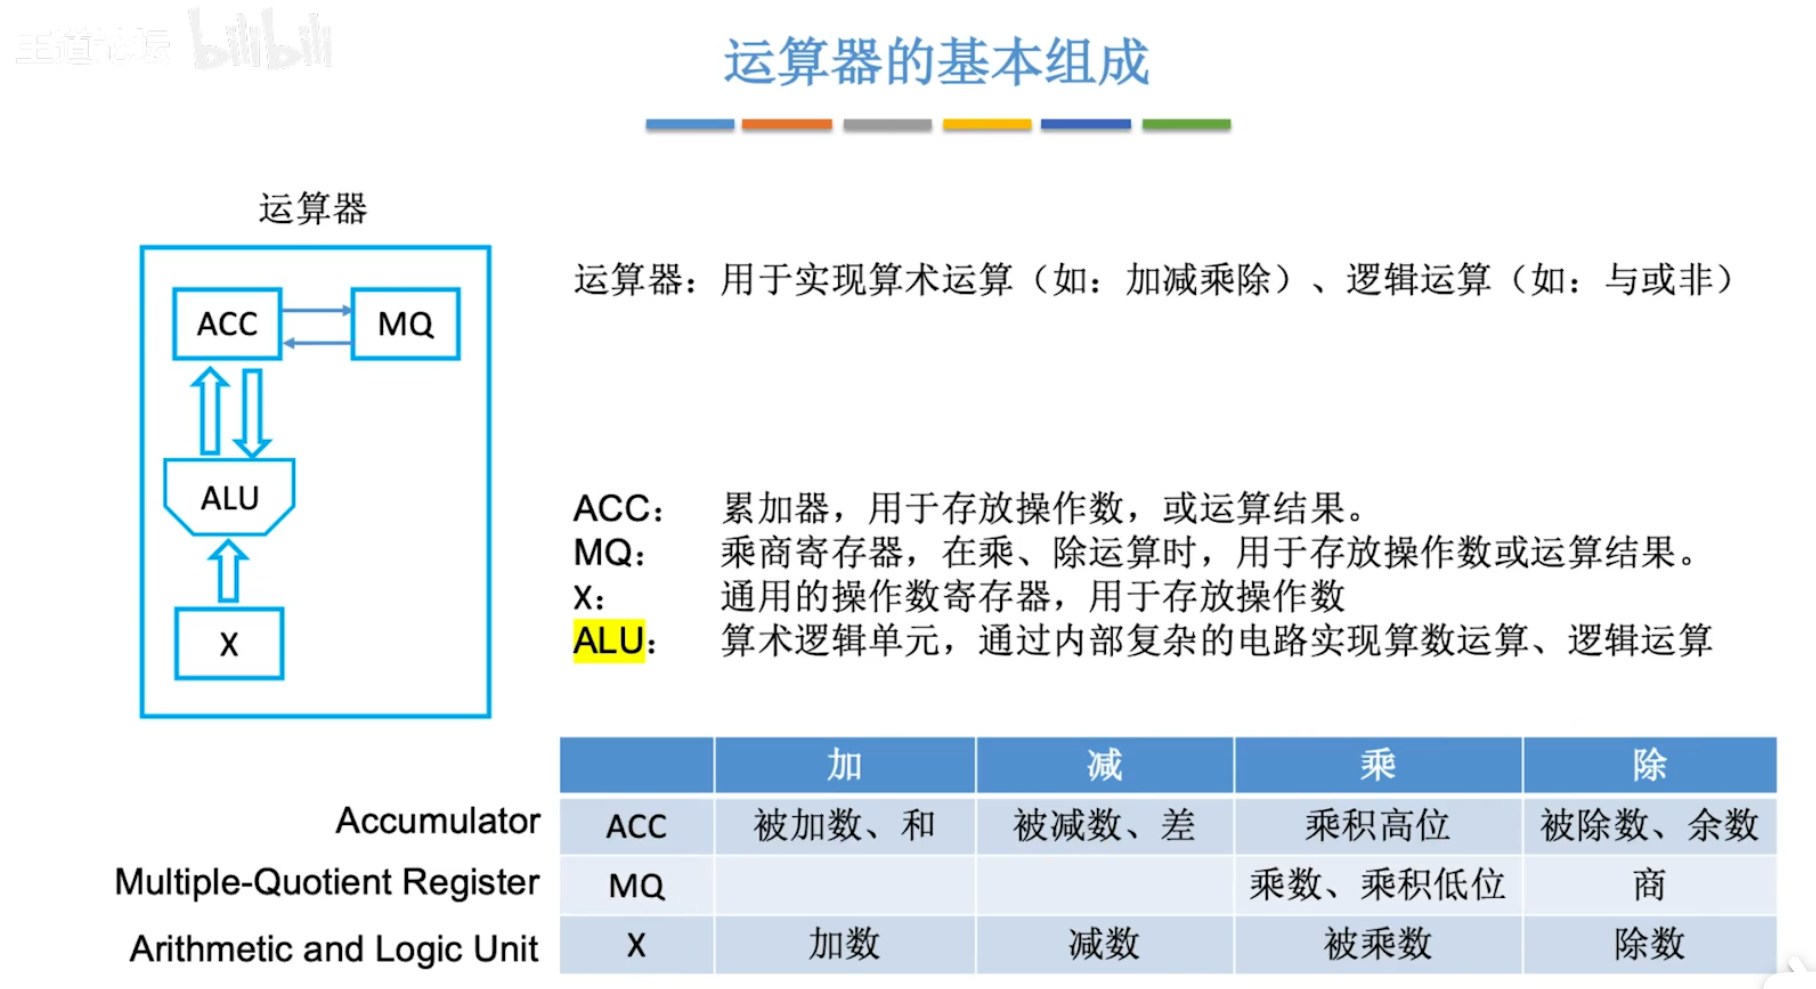 王道论坛 bilibili
运算器的基本组成
运算器
ACC
MQ
ALU
X
运算器：用于实现算术运算（如：加减乘除）、逻辑运算（如：与或非）
ACC： 累加器，用于存放操作数，或运算结果。
MQ： 乘商寄存器，在乘、除运算时，用于存放操作数或运算结果。
X： 通用的操作数寄存器，用于存放操作数
ALU： 算术逻辑单元，通过内部复杂的电路实现算数运算、逻辑运算
加 减 乘 除
Accumulator ACC 被加数、和 被减数、差 乘积高位 被除数、余数
Multiple-Quotient Register MQ 乘数、乘积低位 商
Arithmetic and Logic Unit X 加数 减数 被乘数 除数